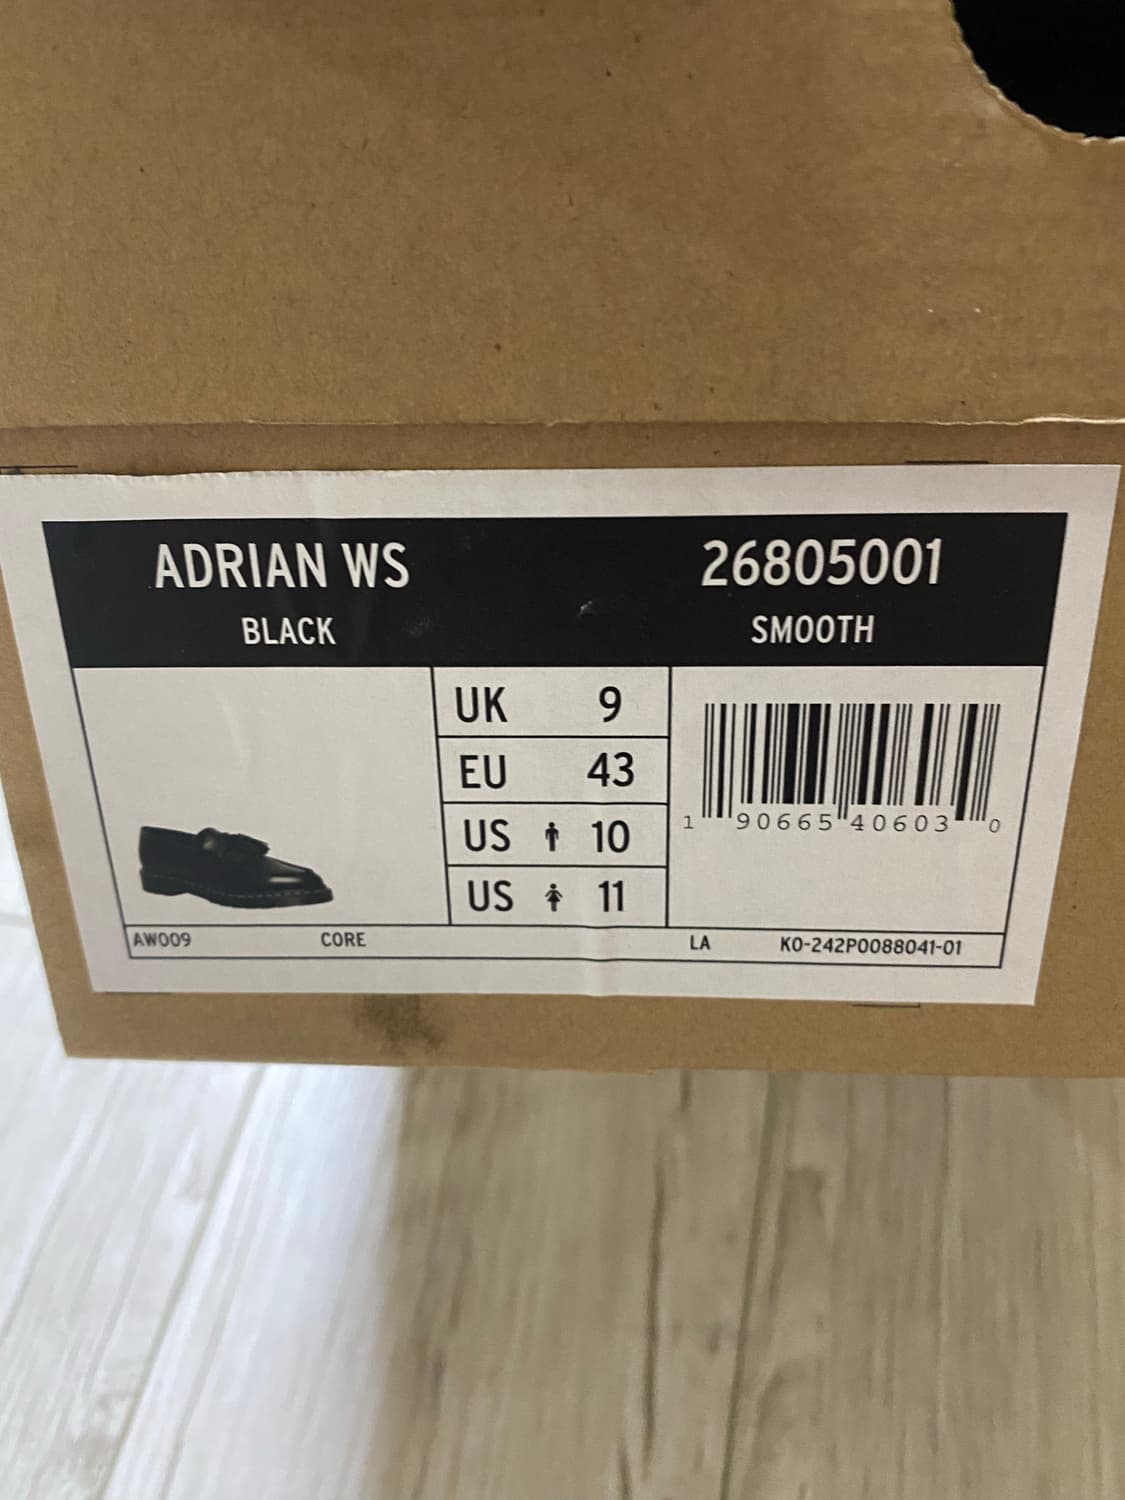 ADRIAN WS 26805001
BLACK SMOOTH
UK 9
EU 43
US 10
US 11
1 90665 40603 0
AW009 CORE LA K0-242P0088041-01